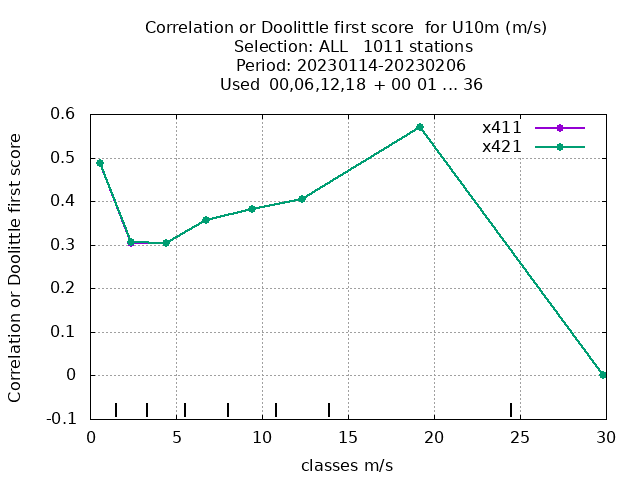 Correlation or Doolittle first score  for U10m (m/s)
Selection: ALL   1011 stations
Period: 20230114-20230206
Used  00,06,12,18  + 00 01 ... 36
x411
x421
Correlation or Doolittle first score
0.6
0.5
0.4
0.3
0.2
0.1
0
-0.1
0 5 10 15 20 25 30
classes m/s